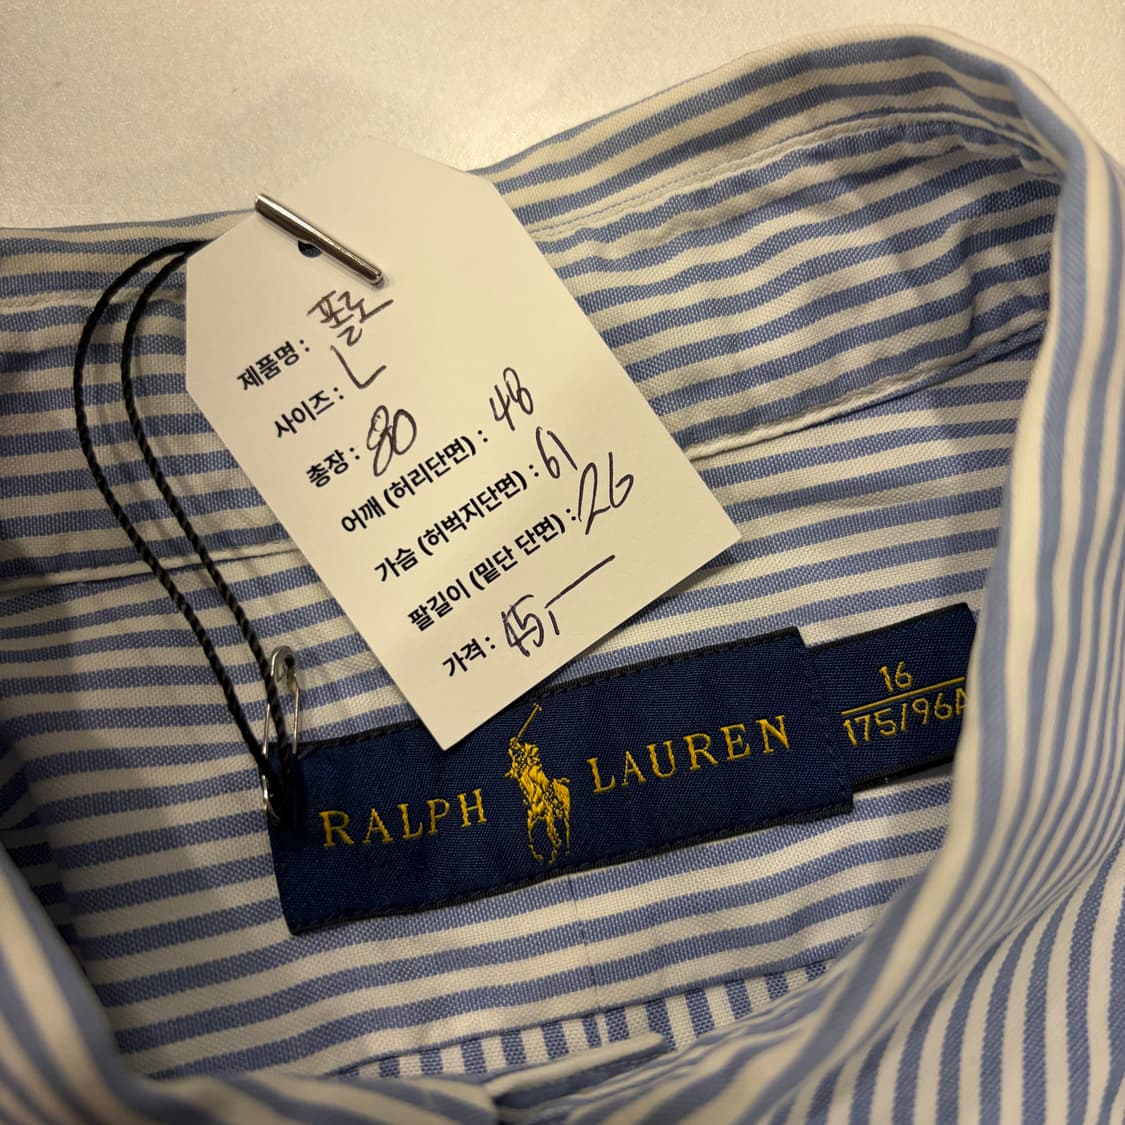 제품명 : 폴로
사이즈 : L
총장 : 80
어깨 (허리단면) : 48
가슴 (허벅지단면) : 61
팔길이 (밑단 단면) : 26
가격 : 45,—
RALPH LAUREN
16
175/96A